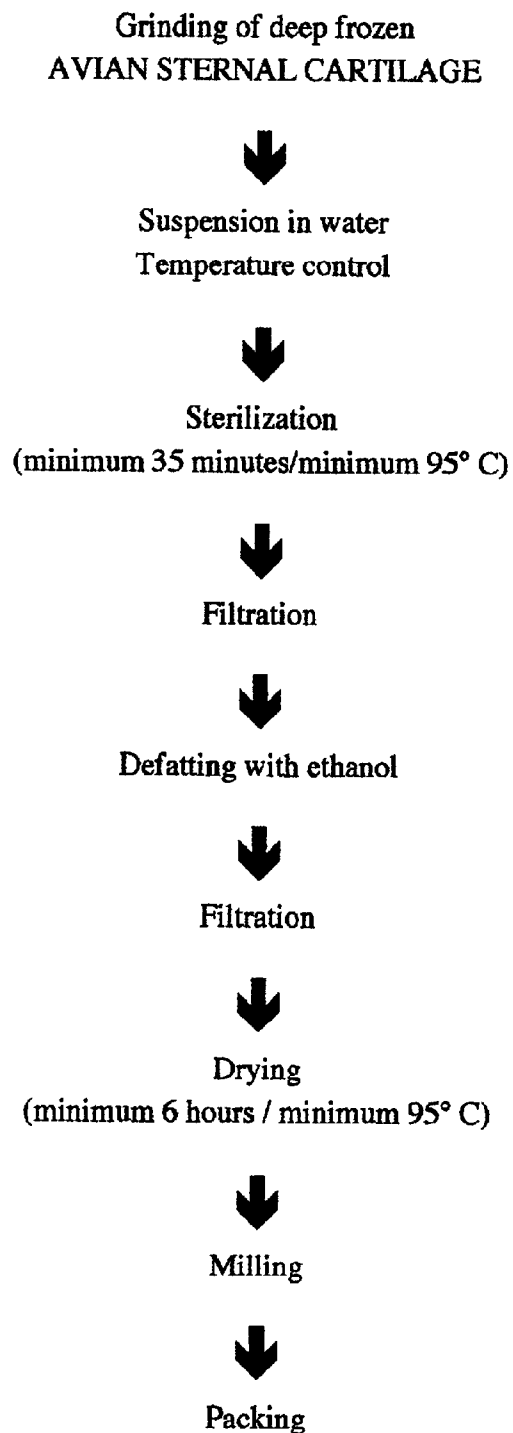 Grinding of deep frozen
AVIAN STERNAL CARTILAGE
Suspension in water
Temperature control
Sterilization
(minimum 35 minutes/minimum 95° C)
Filtration
Defatting with ethanol
Filtration
Drying
(minimum 6 hours / minimum 95° C)
Milling
Packing